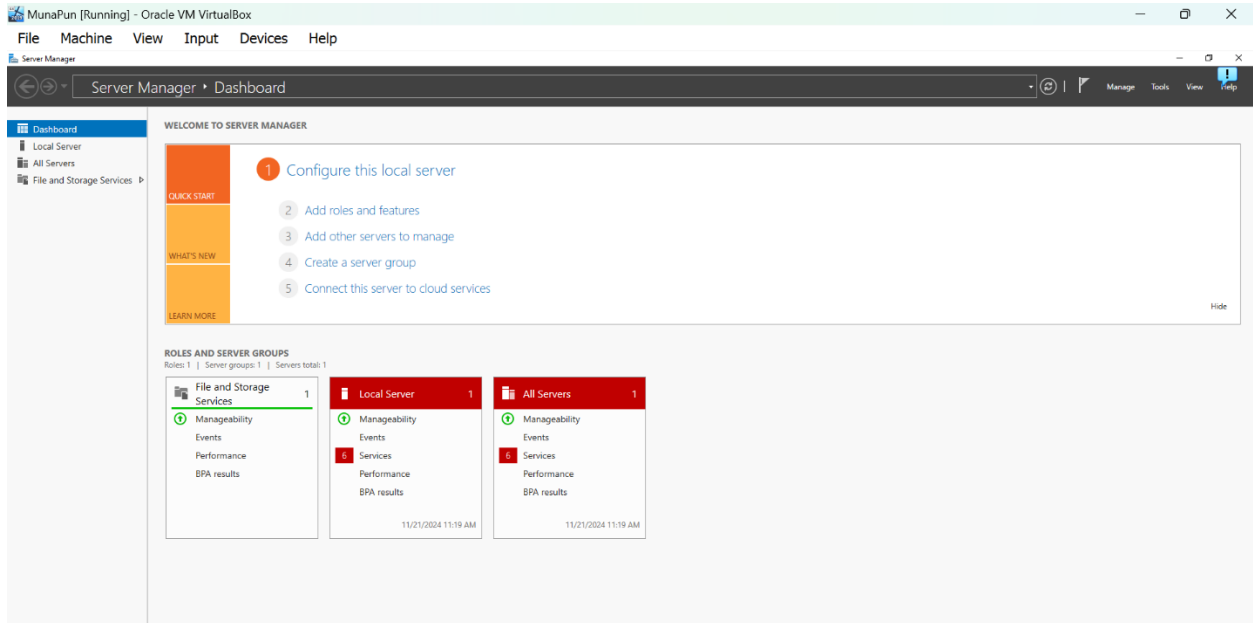 MunaPun [Running] - Oracle VM VirtualBox
File Machine View Input Devices Help
Server Manager
Server Manager • Dashboard
Manage Tools View Help
Dashboard
Local Server
All Servers
File and Storage Services
WELCOME TO SERVER MANAGER
QUICK START
WHAT'S NEW
LEARN MORE
1 Configure this local server
2 Add roles and features
3 Add other servers to manage
4 Create a server group
5 Connect this server to cloud services
Hide
ROLES AND SERVER GROUPS
Roles: 1 | Server groups: 1 | Servers total: 1
File and Storage
Services 1
Manageability
Events
Performance
BPA results
Local Server 1
Manageability
Events
6 Services
Performance
BPA results
11/21/2024 11:19 AM
All Servers 1
Manageability
Events
6 Services
Performance
BPA results
11/21/2024 11:19 AM